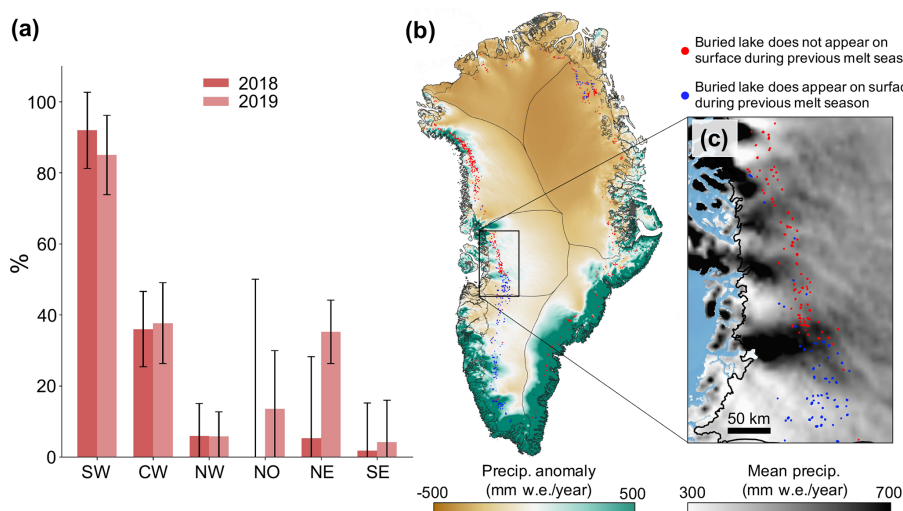 (a)
2018
2019
100
80
60
40
20
0
%
SW CW NW NO NE SE
(b)
Buried lake does not appear on
surface during previous melt seas
Buried lake does appear on surfac
during previous melt season
(c)
50 km
Precip. anomaly
(mm w.e./year)
-500 500
Mean precip.
(mm w.e./year)
300 700